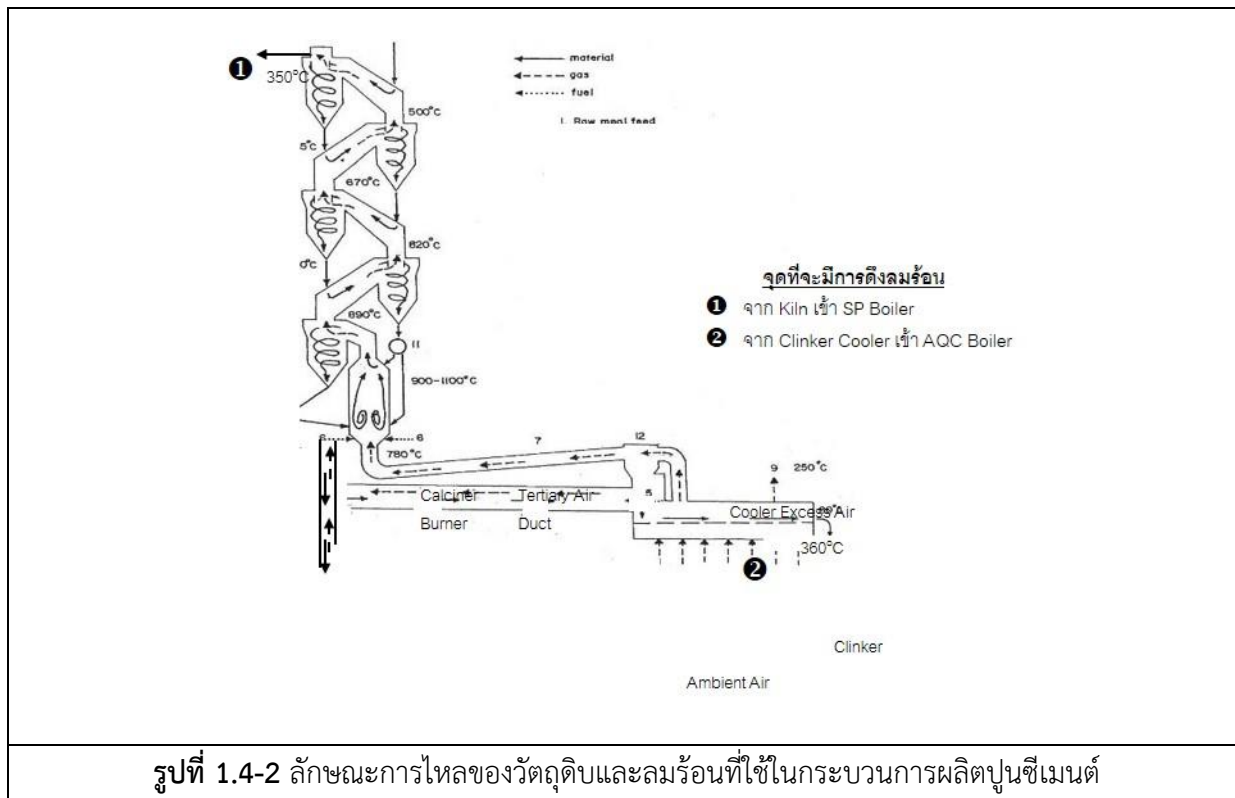 material
❶
350°C
gas
fuel
500°C
1. Raw meal feed
5°C
670°C
820°C
จุดที่จะมีการดึงลมร้อน
0°C
❶ จาก Kiln เข้า SP Boiler
890°C
❷ จาก Clinker Cooler เข้า AQC Boiler
11
900-1100°C
6 6
7
12
780°C
9 250°C
Calciner Tertiary Air
5
Cooler Excess Air
Burner Duct
360°C
❷
Clinker
Ambient Air
รูปที่ 1.4-2 ลักษณะการไหลของวัตถุดิบและลมร้อนที่ใช้ในกระบวนการผลิตปูนซีเมนต์